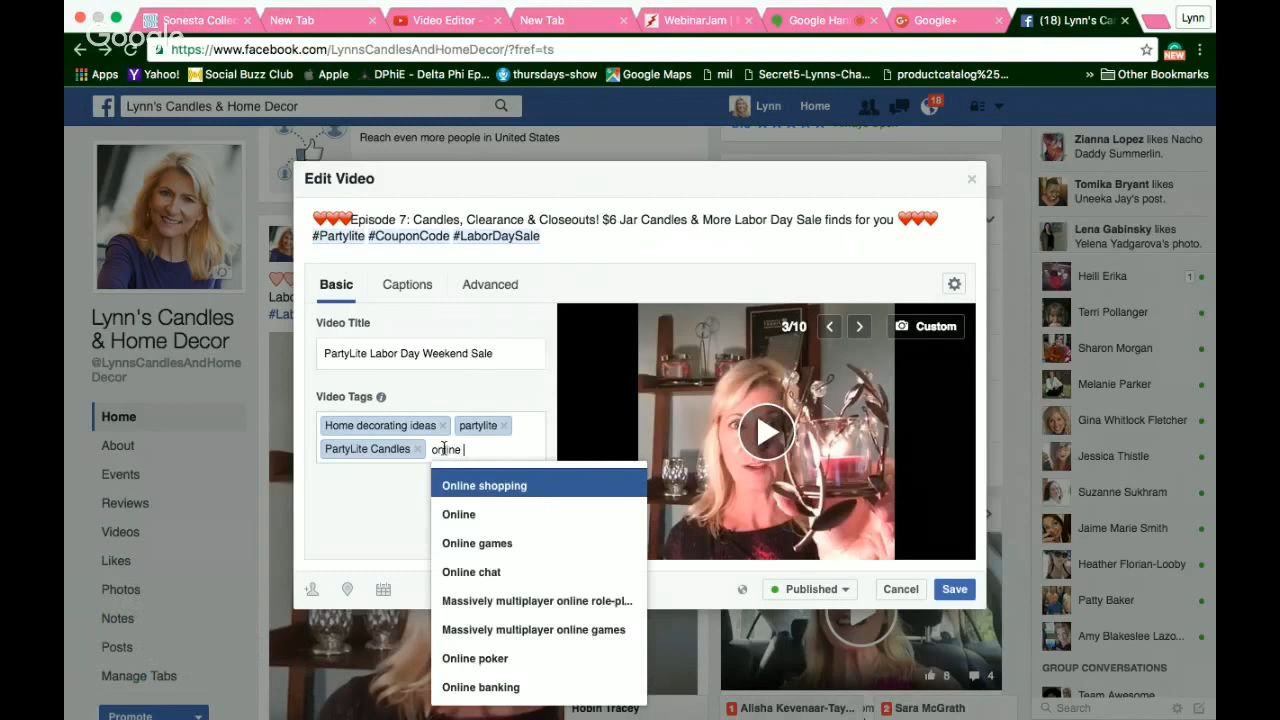 Sonesta Collec
New Tab
Video Editor -
New Tab
WebinarJam |
Google Han
Google+
(18) Lynn's Ca
Lynn
Google
https://www.facebook.com/LynnsCandlesAndHomeDecor/?fref=ts
NEW
Apps
Yahoo!
Social Buzz Club
Apple
DPhiE - Delta Phi Ep...
thursdays-show
Google Maps
mil
Secret5-Lynns-Cha...
productcatalog%25...
» Other Bookmarks
Lynn's Candles & Home Decor
Lynn
Home
18
Reach even more people in United States
Always Open
Lynn's Candles
& Home Decor
@LynnsCandlesAndHome
Decor
Home
About
Events
Reviews
Videos
Likes
Photos
Notes
Posts
Manage Tabs
Promote
Edit Video
Episode 7: Candles, Clearance & Closeouts! $6 Jar Candles & More Labor Day Sale finds for you
#Partylite #CouponCode #LaborDaySale
Basic
Captions
Advanced
Video Title
PartyLite Labor Day Weekend Sale
Video Tags
Home decorating ideas
partylite
PartyLite Candles
online
Online shopping
Online
Online games
Online chat
Massively multiplayer online role-pl...
Massively multiplayer online games
Online poker
Online banking
3/10
Custom
Published
Cancel
Save
Robin Tracey
8
4
1 Alisha Kevenaar-Tay...
2 Sara McGrath
Zianna Lopez likes Nacho
Daddy Summerlin.
Tomika Bryant likes
Uneeka Jay's post.
Lena Gabinsky likes
Yelena Yadgarova's photo.
Heili Erika
1
Terri Pollanger
Sharon Morgan
Melanie Parker
Gina Whitlock Fletcher
Jessica Thistle
Suzanne Sukhram
Jaime Marie Smith
Heather Florian-Looby
Patty Baker
Amy Blakeslee Lazo...
GROUP CONVERSATIONS
Team Awesome
Search